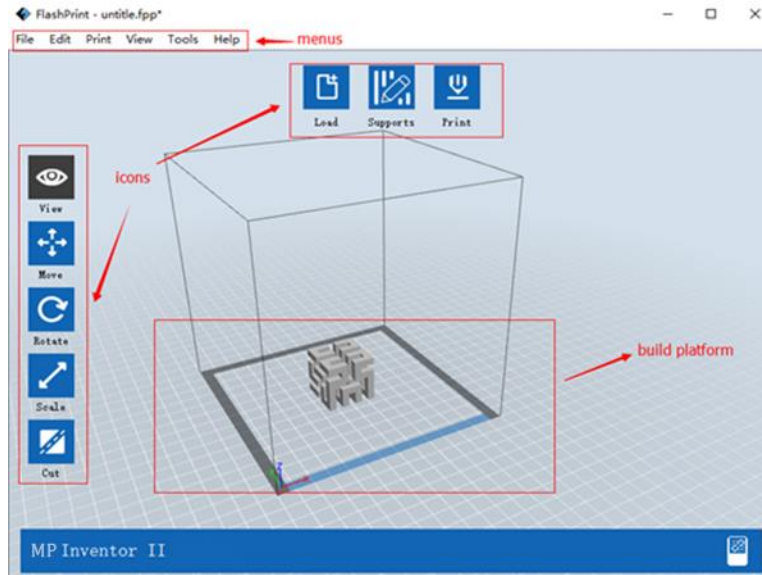 FlashPrint - untitle.fpp*
File Edit Print View Tools Help
menus
Load Supports Print
icons
View
Move
Rotate
Scale
Cut
build platform
MP Inventor II